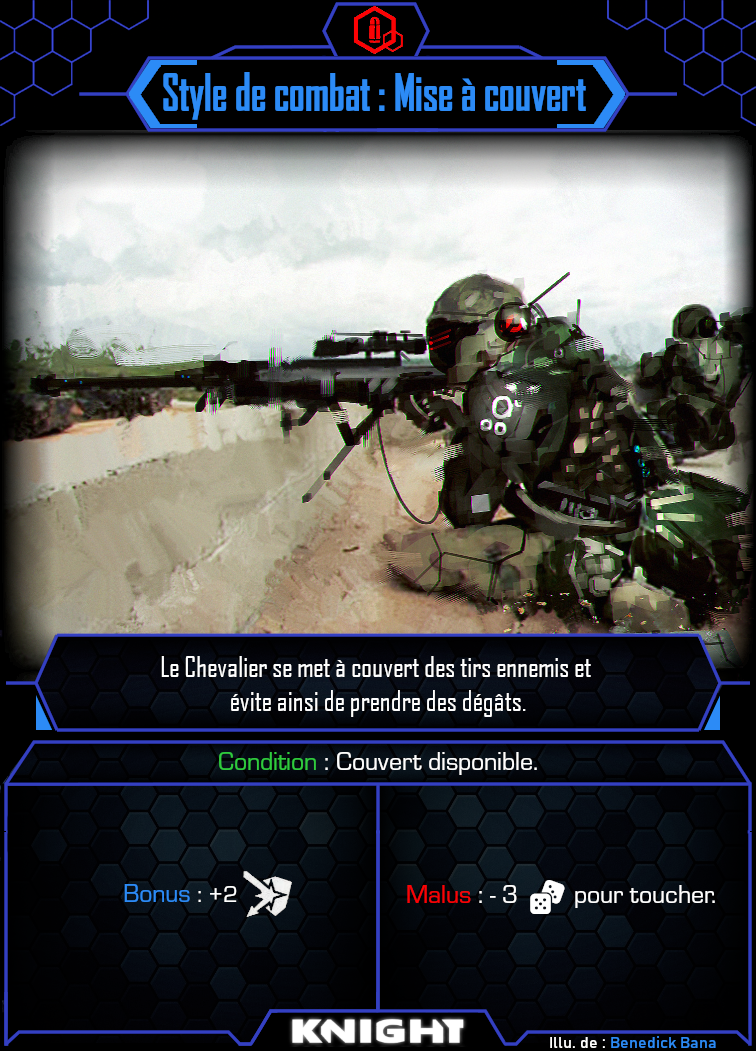 Style de combat : Mise à couvert
Le Chevalier se met à couvert des tirs ennemis et
évite ainsi de prendre des dégâts.
Condition : Couvert disponible.
Bonus : +2
Malus : - 3 pour toucher.
KNIGHT
Illu. de : Benedick Bana